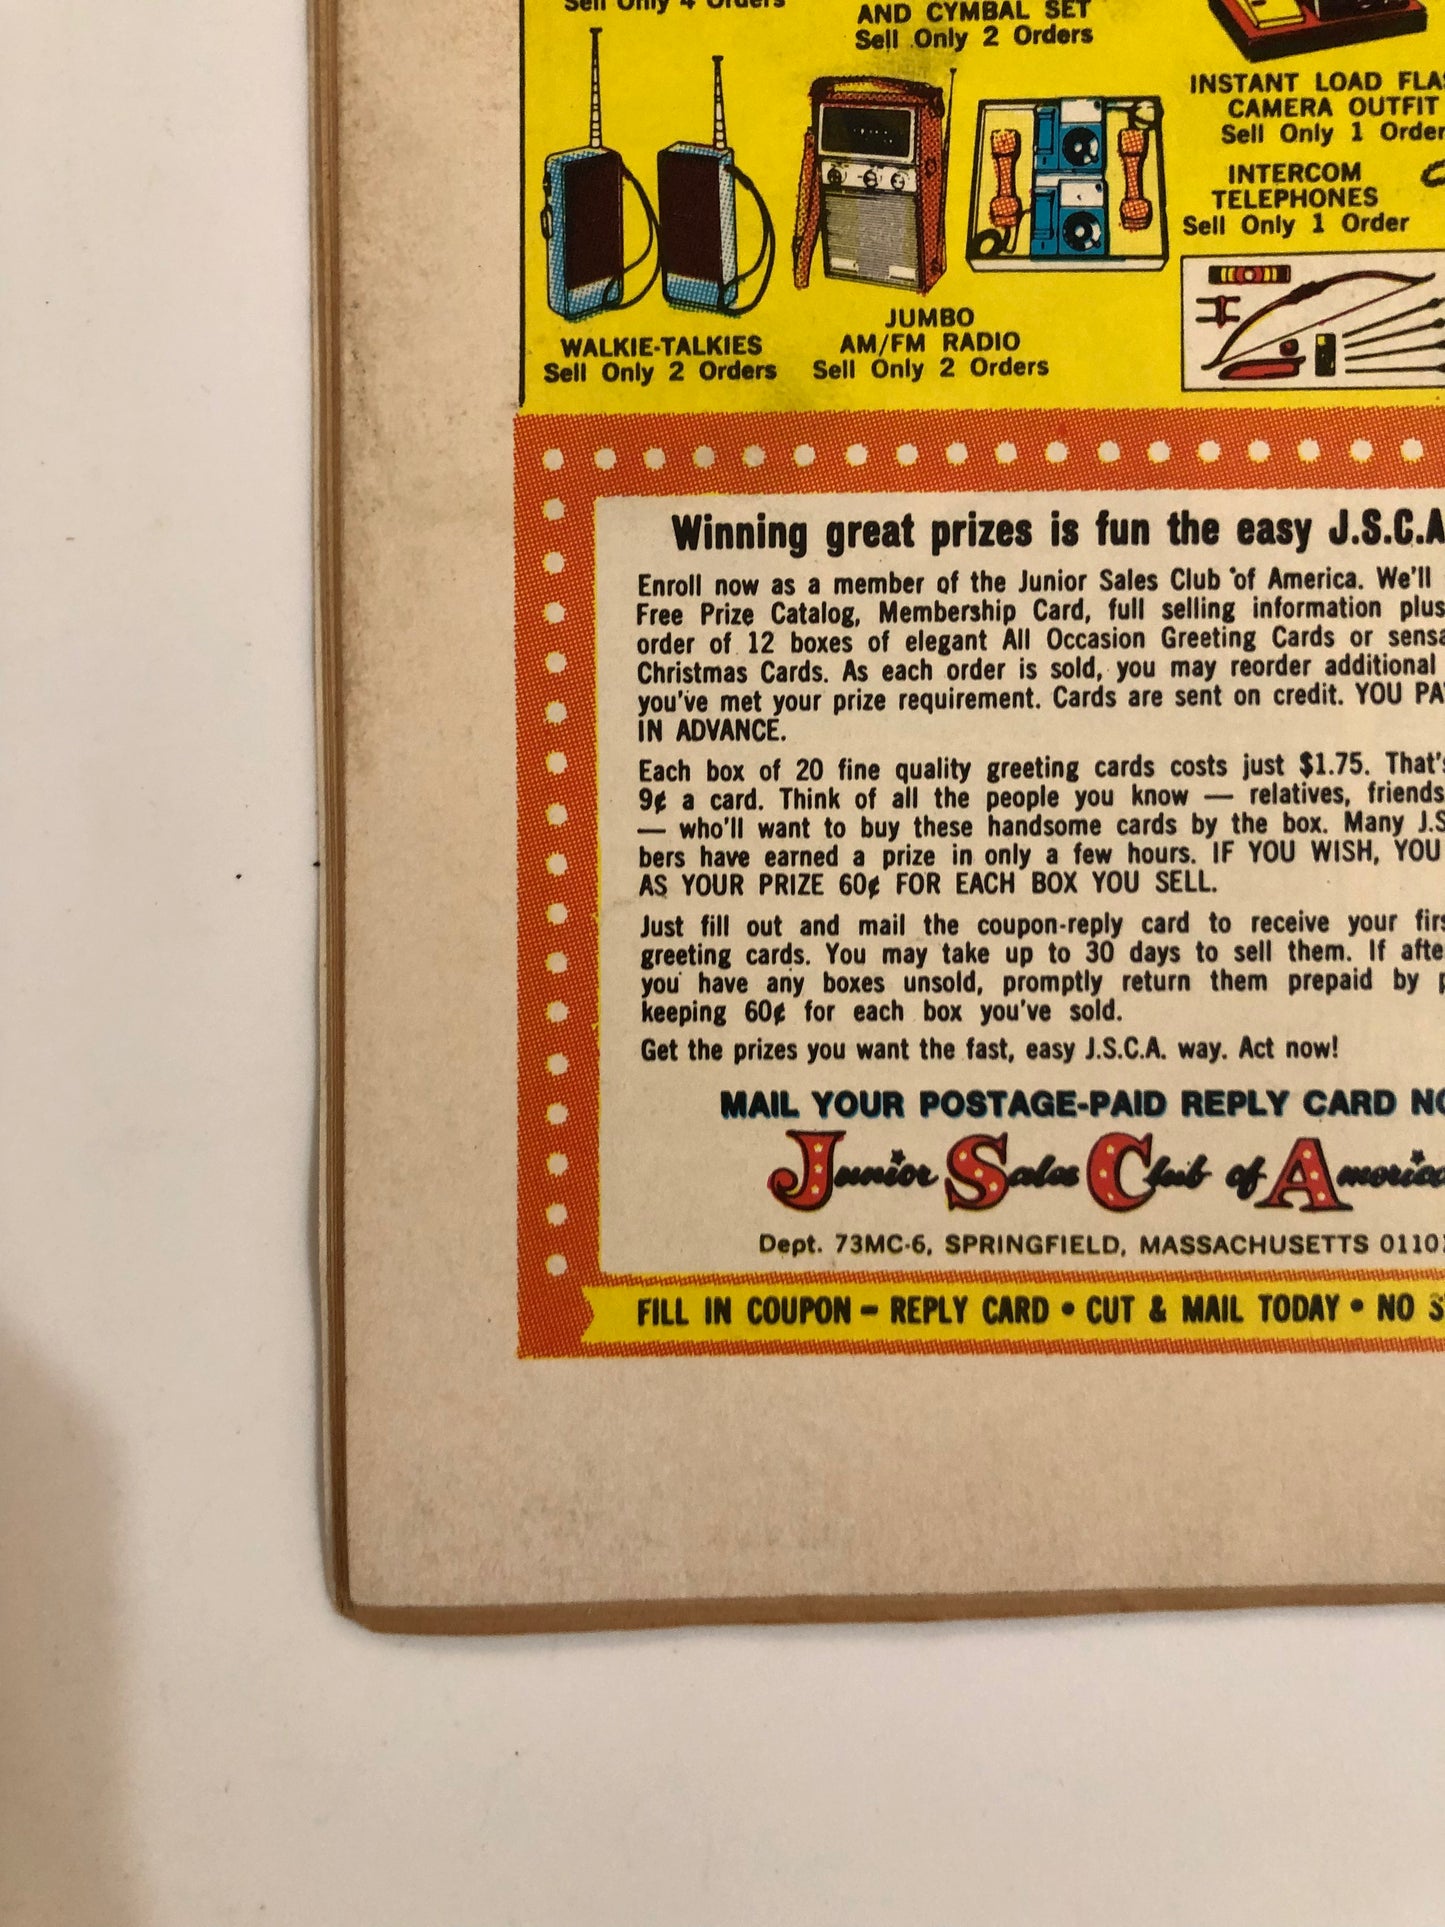 Sell Only 4 Orders
AND CYMBAL SET
Sell Only 2 Orders
INSTANT LOAD
CAMERA OUTFIT
Sell Only 1 Order
INTERCOM
TELEPHONES
Sell Only 1 Order
WALKIE-TALKIES
Sell Only 2 Orders
JUMBO
AM/FM RADIO
Sell Only 2 Orders
Winning great prizes is fun the easy J.S.C.A
Enroll now as a member of the Junior Sales Club of America. We'll
Free Prize Catalog, Membership Card, full selling information plus
order of 12 boxes of elegant All Occasion Greeting Cards or
Christmas Cards. As each order is sold, you may reorder additional
you've met your prize requirement. Cards are sent on credit. YOU
IN ADVANCE.
Each box of 20 fine quality greeting cards costs just $1.75. That's
9¢ a card. Think of all the people you know — relatives, friends
— who'll want to buy these handsome cards by the box. Many
bers have earned a prize in only a few hours. IF YOU WISH, YOU
AS YOUR PRIZE 60¢ FOR EACH BOX YOU SELL.
Just fill out and mail the coupon-reply card to receive your
greeting cards. You may take up to 30 days to sell them. If
you have any boxes unsold, promptly return them prepaid by
keeping 60¢ for each box you've sold.
Get the prizes you want the fast, easy J.S.C.A. way. Act now!
MAIL YOUR POSTAGE-PAID REPLY CARD
Junior Sales Club of America
Dept. 73MC-6, SPRINGFIELD, MASSACHUSETTS 01101
FILL IN COUPON – REPLY CARD • CUT & MAIL TODAY • NO